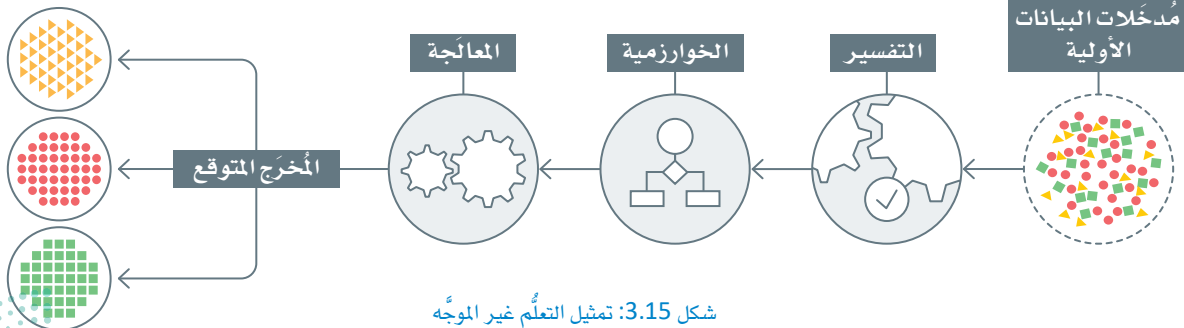 مُدخَلات البيانات
الأولية
التفسير
الخوارزمية
المعالَجة
المُخرَج المتوقع
شكل 3.15: تمثيل التعلُّم غير الموجَّه